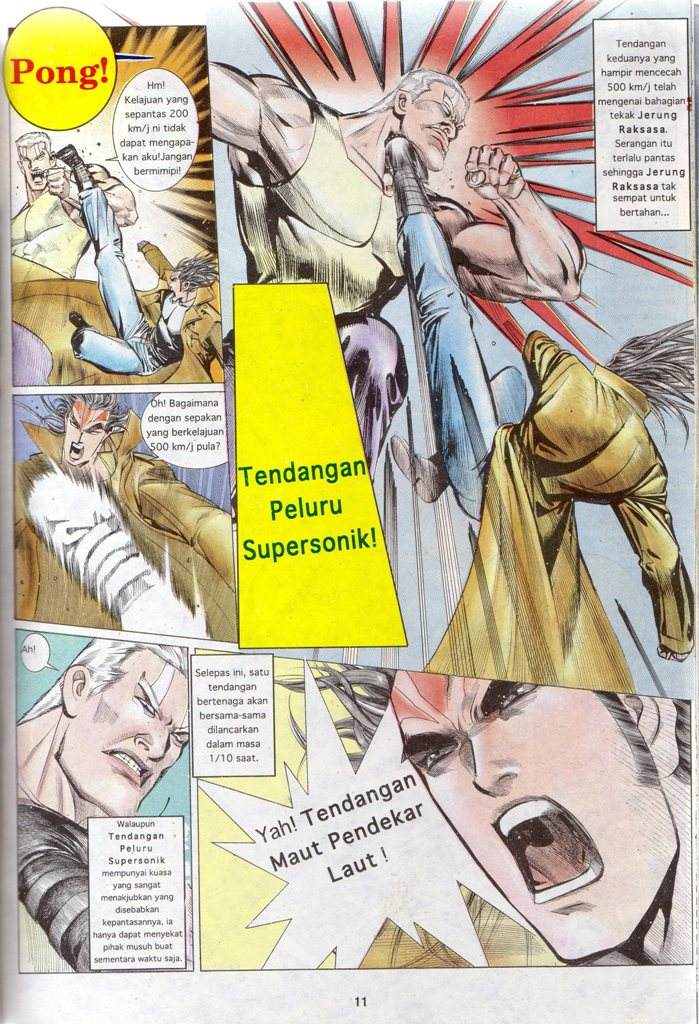 Pong!
Hm!
Kelajuan yang
sepantas 200
km/j ni tidak
dapat mengapa-
kan aku!Jangan
bermimpi!
Tendangan
keduanya yang
hampir mencecah
500 km/j telah
mengenai bahagian
tekak Jerung
Raksasa.
Serangan itu
terlalu pantas
sehingga Jerung
Raksasa tak
sempat untuk
bertahan...
Oh! Bagaimana
dengan sepakan
yang berkelajuan
500 km/j pula?
Tendangan
Peluru
Supersonik!
Ah!
Walaupun
Tendangan
Peluru
Supersonik
mempunyai kuasa
yang sangat
menakjubkan yang
disebabkan
kepantasannya, ia
hanya dapat menyekat
pihak musuh buat
sementara waktu saja.
Selepas ini, satu
tendangan
bertenaga akan
bersama-sama
dilancarkan
dalam masa
1/10 saat.
Yah! Tendangan
Maut Pendekar
Laut !
11